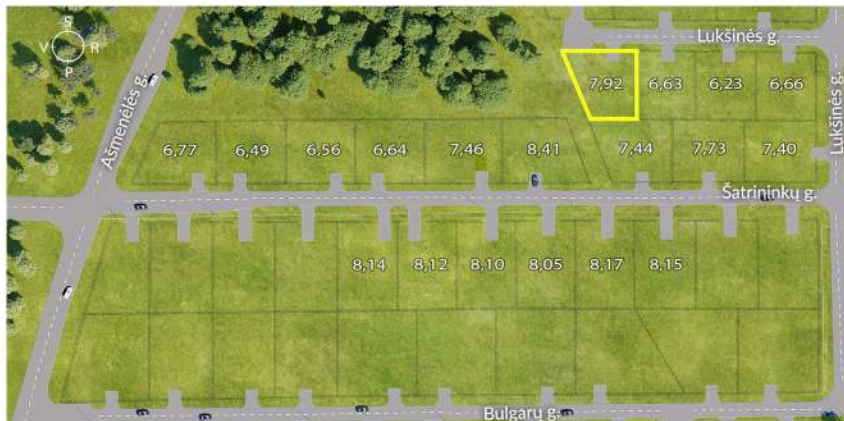 Š
V R
P
Lukšinės g.
Ašmenėlės g.
Lukšinės g.
7,92 6,63 6,23 6,66
6,77 6,49 6,56 6,64 7,46 8,41 7,44 7,73 7,40
Šatrininkų g.
8,14 8,12 8,10 8,05 8,17 8,15
Bulgarų g.